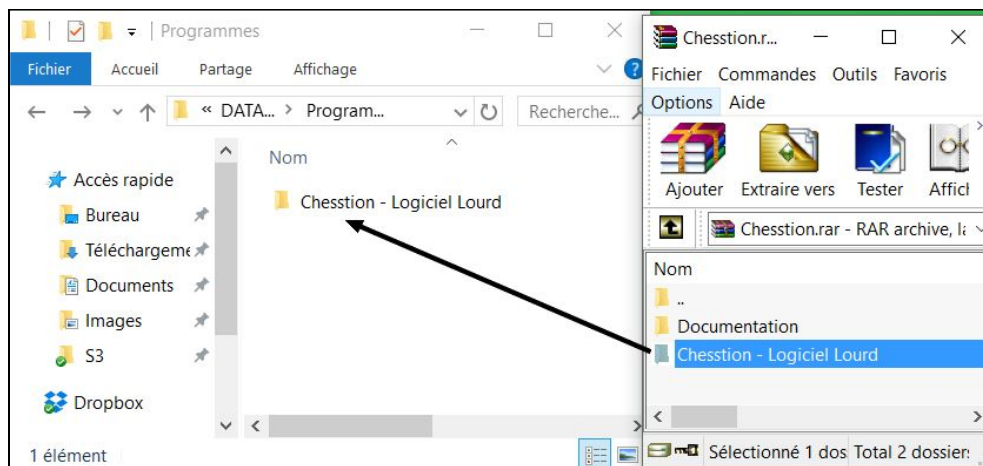 Programmes
Fichier Accueil Partage Affichage
« DATA... > Program... Recherche...
Nom
Accès rapide
Bureau
Téléchargeme
Documents
Images
S3
Dropbox
Chesstion - Logiciel Lourd
1 élément
Chesstion.r...
Fichier Commandes Outils Favoris
Options Aide
Ajouter Extraire vers Tester Affich
Chesstion.rar - RAR archive, la
Nom
..
Documentation
Chesstion - Logiciel Lourd
Sélectionné 1 dos Total 2 dossiers